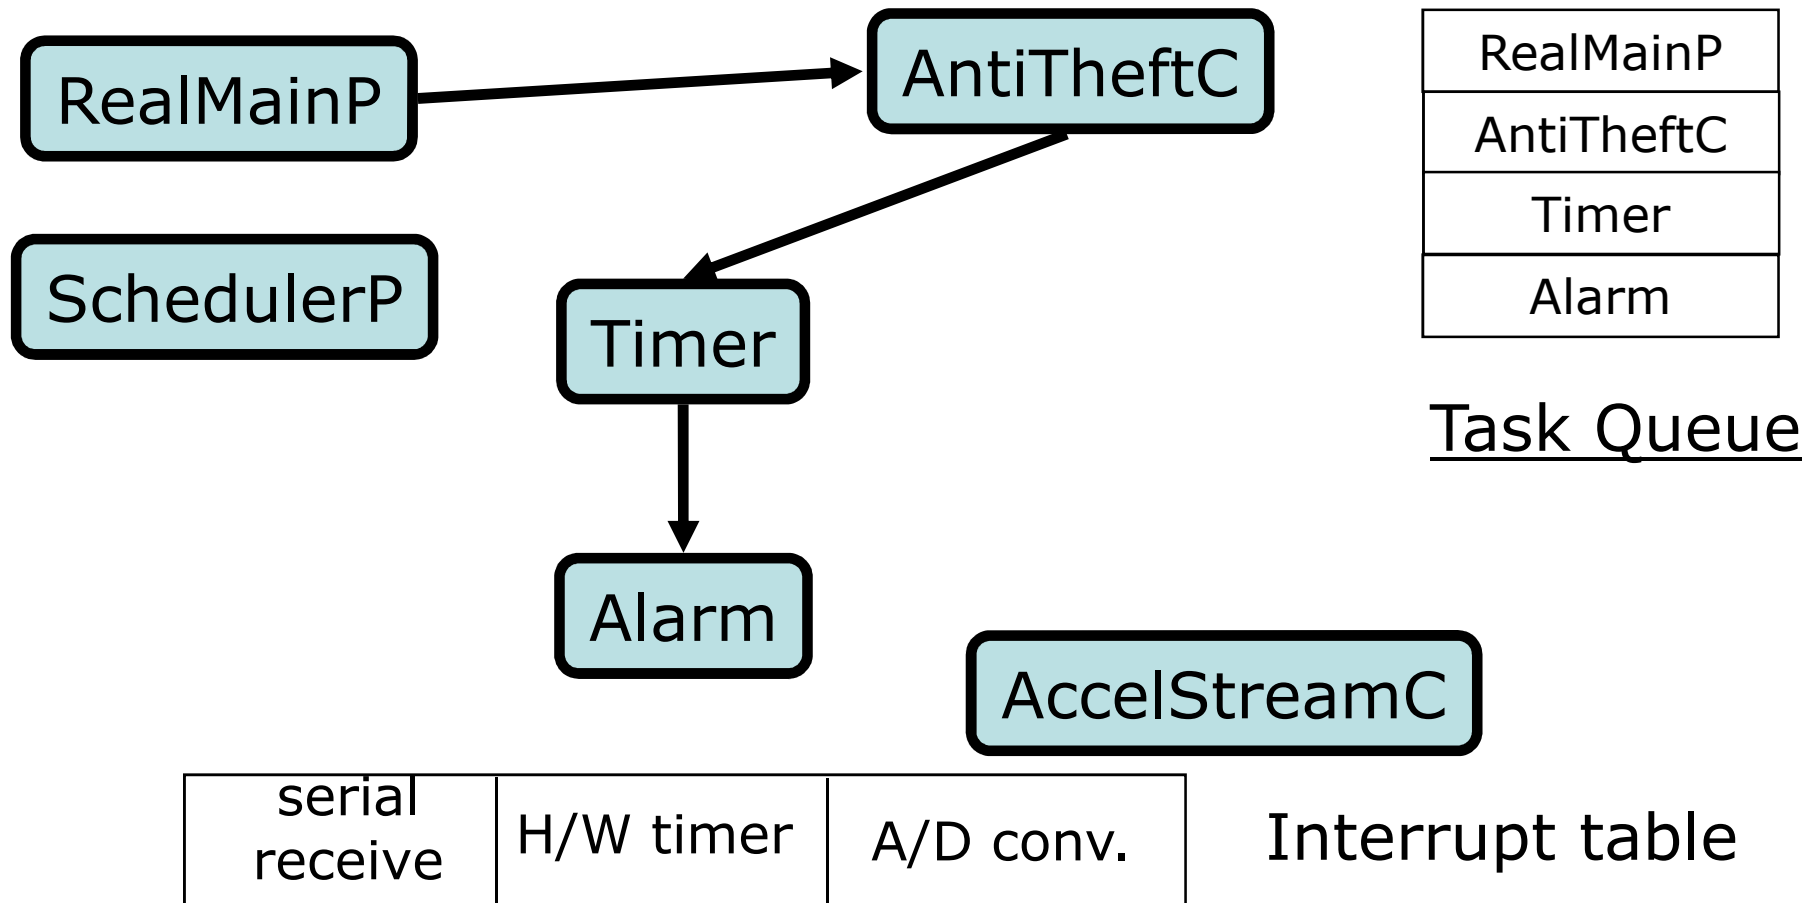 RealMainP
AntiTheftC
RealMainP
AntiTheftC
Timer
Alarm
SchedulerP
Timer
Task Queue
Alarm
AccelStreamC
serial
receive
H/W timer
A/D conv.
Interrupt table